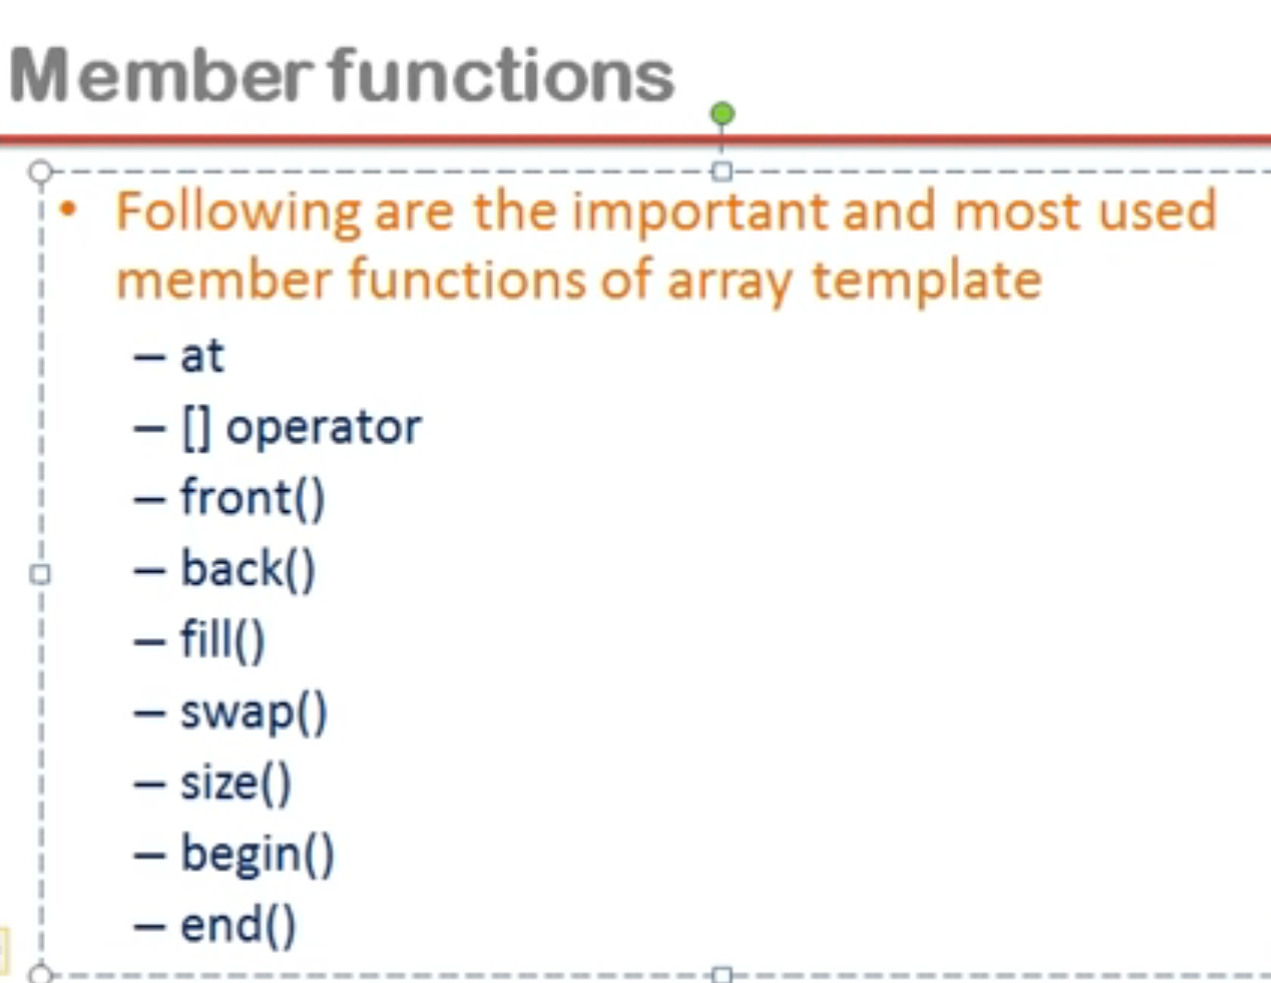 Member functions
• Following are the important and most used
member functions of array template
– at
– [] operator
– front()
– back()
– fill()
– swap()
– size()
– begin()
– end()